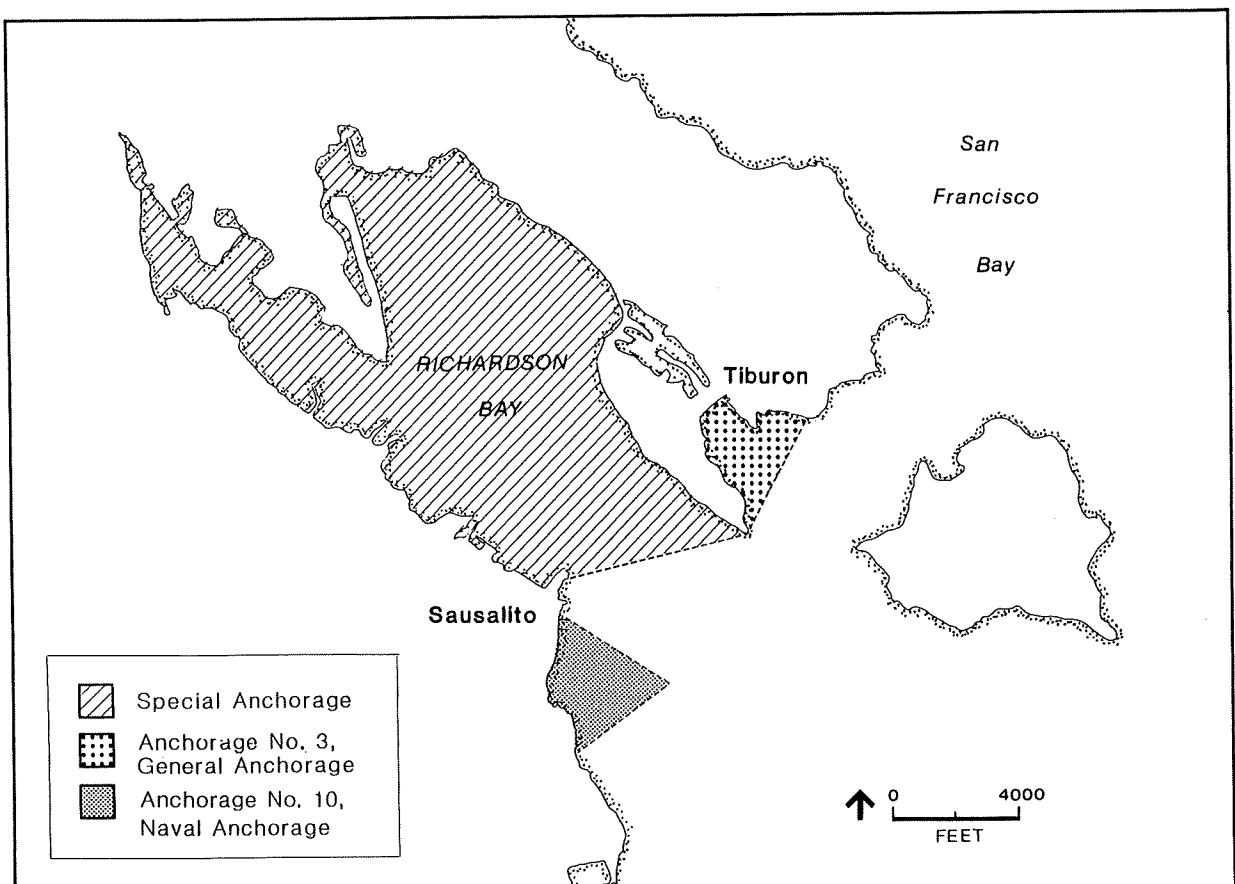 San
Francisco
Bay
RICHARDSON
BAY
Tiburon
Sausalito
Special Anchorage
Anchorage No. 3,
General Anchorage
Anchorage No. 10,
Naval Anchorage
0 4000
FEET